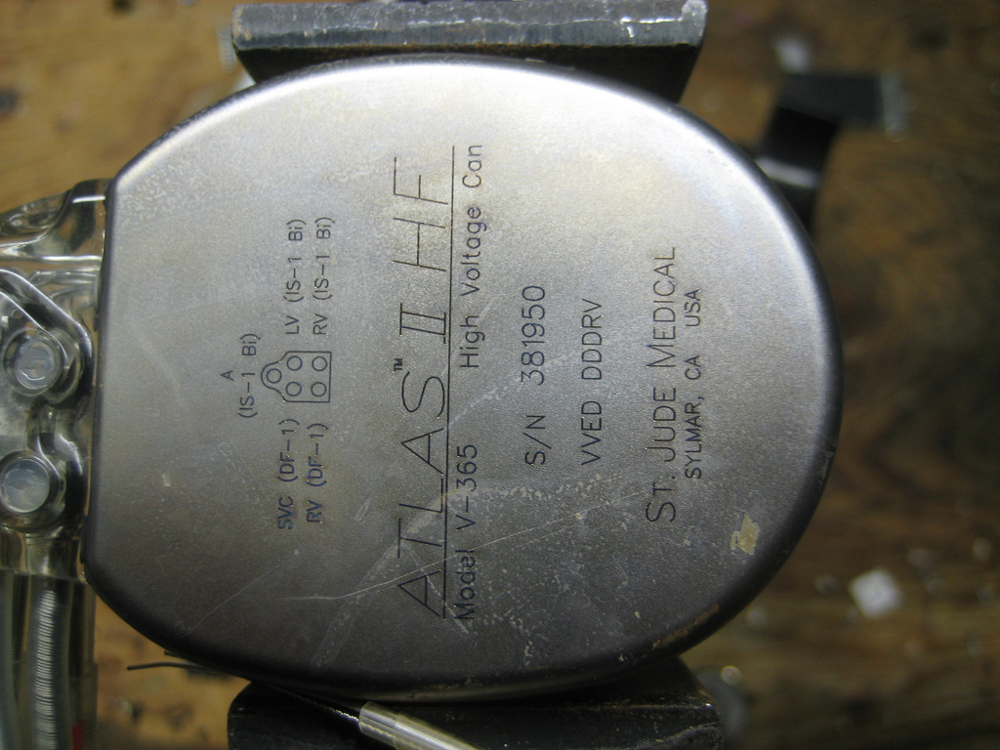 A
(IS-1 Bi)
SVC (DF-1) LV (IS-1 Bi)
RV (DF-1) RV (IS-1 Bi)
ATLAS™ II HF
Model V-365 High Voltage Can
S/N 381950
VVED DDDRV
ST. JUDE MEDICAL
SYLMAR, CA USA